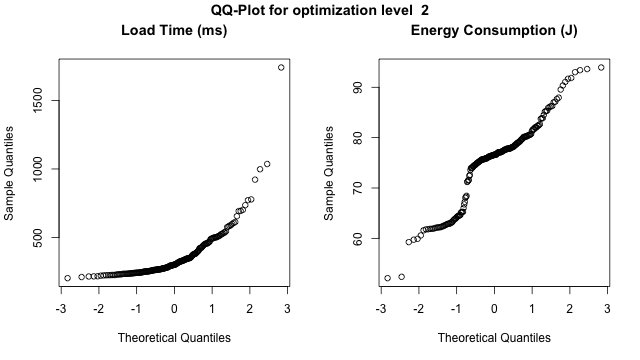 QQ-Plot for optimization level  2
Load Time (ms)
Energy Consumption (J)
Sample Quantiles
500
1000
1500
-3 -2 -1 0 1 2 3
Theoretical Quantiles
Sample Quantiles
60
70
80
90
-3 -2 -1 0 1 2 3
Theoretical Quantiles